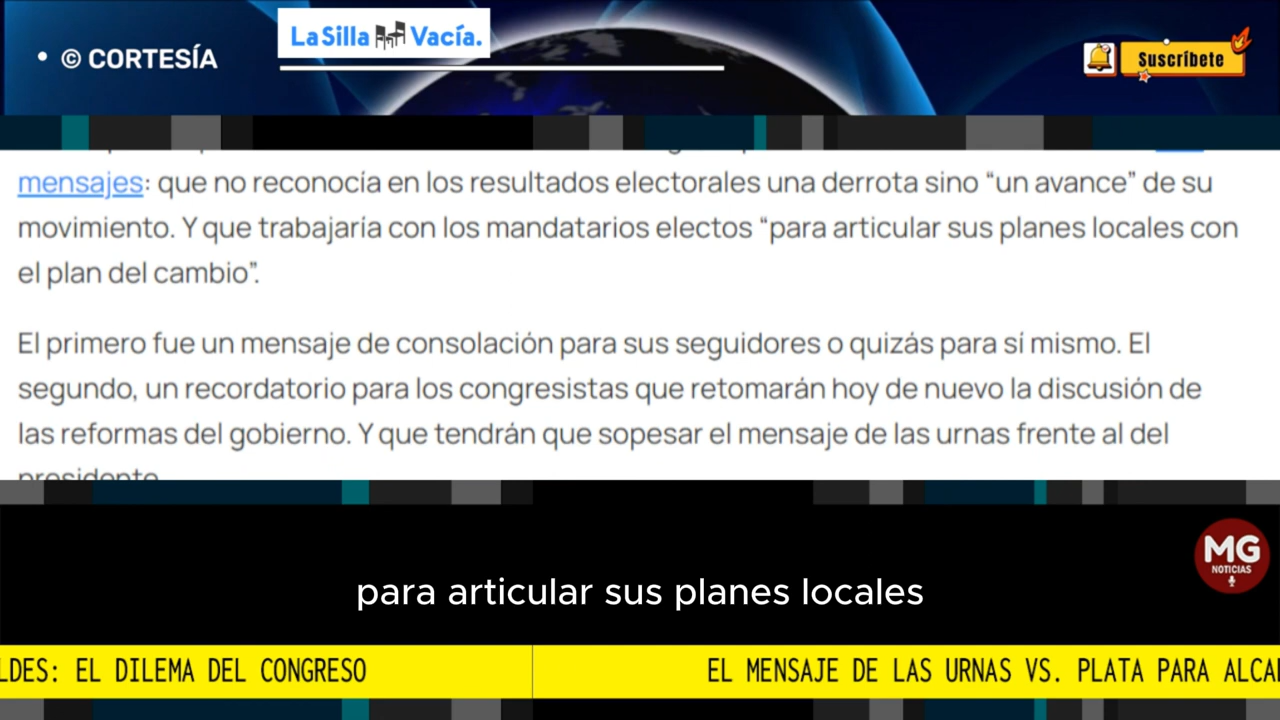 • © CORTESÍA
La Silla Vacía.
Suscríbete
mensajes: que no reconocía en los resultados electorales una derrota sino “un avance” de su
movimiento. Y que trabajaría con los mandatarios electos “para articular sus planes locales con
el plan del cambio”.
El primero fue un mensaje de consolación para sus seguidores o quizás para sí mismo. El
segundo, un recordatorio para los congresistas que retomarán hoy de nuevo la discusión de
las reformas del gobierno. Y que tendrán que sopesar el mensaje de las urnas frente al del
presidente
MG
NOTICIAS
para articular sus planes locales
LDES: EL DILEMA DEL CONGRESO
EL MENSAJE DE LAS URNAS VS. PLATA PARA ALCA